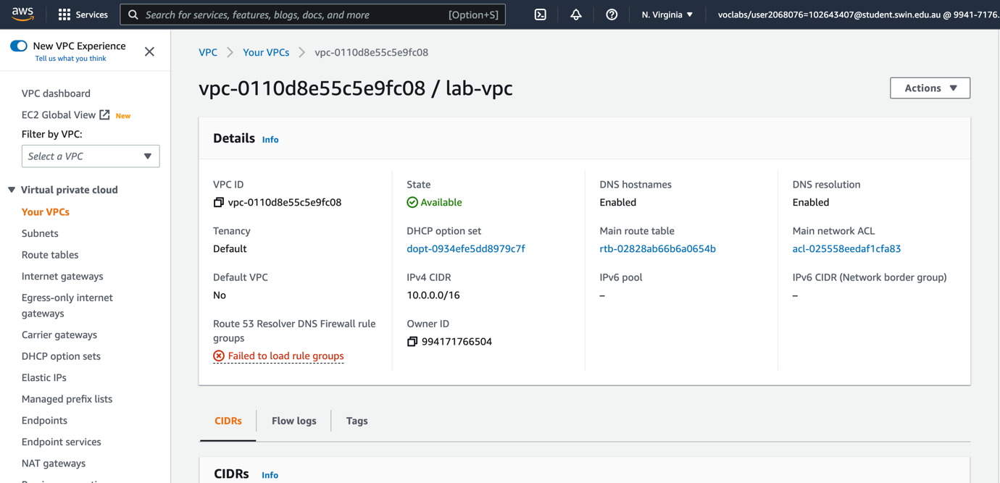 aws
Services
Search for services, features, blogs, docs, and more
[Option+S]
N. Virginia
voclabs/user2068076=102643407@student.swin.edu.au @ 9941-7176.
New VPC Experience
Tell us what you think
VPC dashboard
EC2 Global View
New
Filter by VPC:
Select a VPC
Virtual private cloud
Your VPCs
Subnets
Route tables
Internet gateways
Egress-only internet
gateways
Carrier gateways
DHCP option sets
Elastic IPs
Managed prefix lists
Endpoints
Endpoint services
NAT gateways
VPC
Your VPCs
vpc-0110d8e55c5e9fc08
vpc-0110d8e55c5e9fc08 / lab-vpc
Actions
Details
Info
VPC ID
vpc-0110d8e55c5e9fc08
State
Available
DNS hostnames
Enabled
DNS resolution
Enabled
Tenancy
Default
DHCP option set
dopt-0934efe5dd8979c7f
Main route table
rtb-02828ab66b6a0654b
Main network ACL
acl-025558eedaf1cfa83
Default VPC
No
IPv4 CIDR
10.0.0.0/16
IPv6 pool
–
IPv6 CIDR (Network border group)
–
Route 53 Resolver DNS Firewall rule
groups
Failed to load rule groups
Owner ID
994171766504
CIDRs
Flow logs
Tags
CIDRs
Info